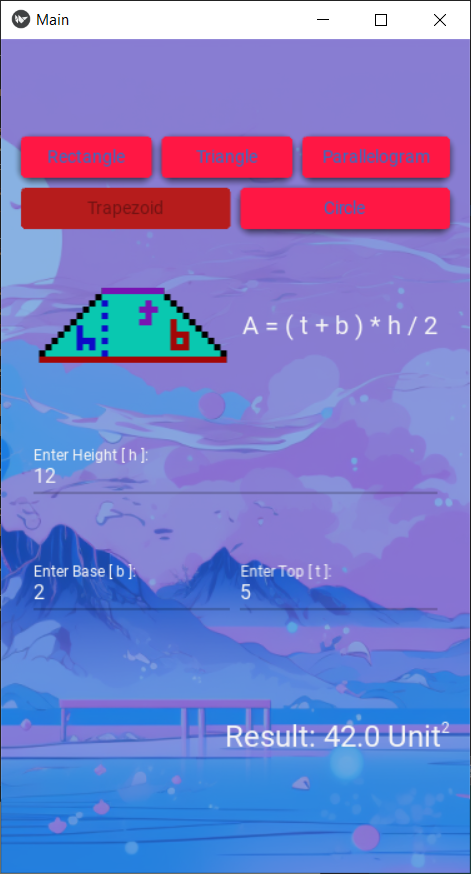 Main
Rectangle Triangle Parallelogram
Trapezoid Circle
t
h b
A = ( t + b ) * h / 2
Enter Height [ h ]:
12
Enter Base [ b ]: Enter Top [ t ]:
2 5
Result: 42.0 Unit²